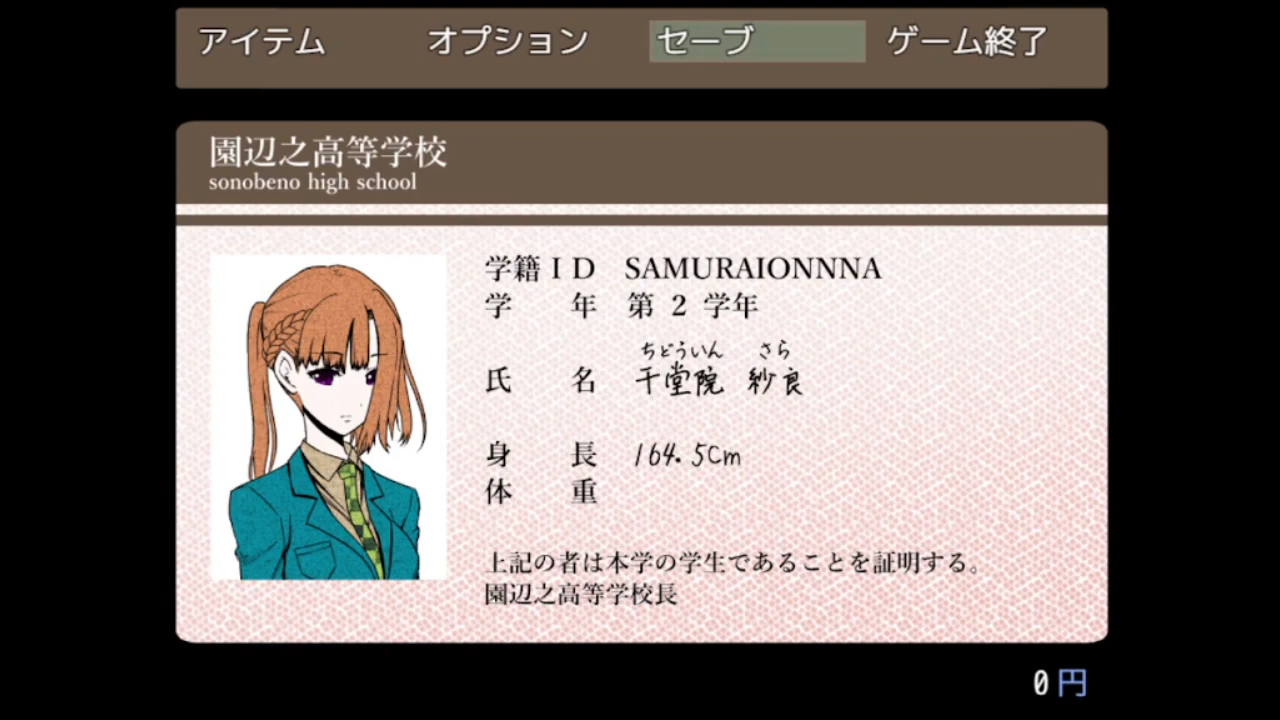 アイテム オプション セーブ ゲーム終了
園辺之高等学校
sonobeno high school
学籍ID SAMURAIONNNA
学年 第2学年
ちどういん さら
氏名 千堂院 紗良
身長 164.5cm
体重
上記の者は本学の学生であることを証明する。
園辺之高等学校長
0円